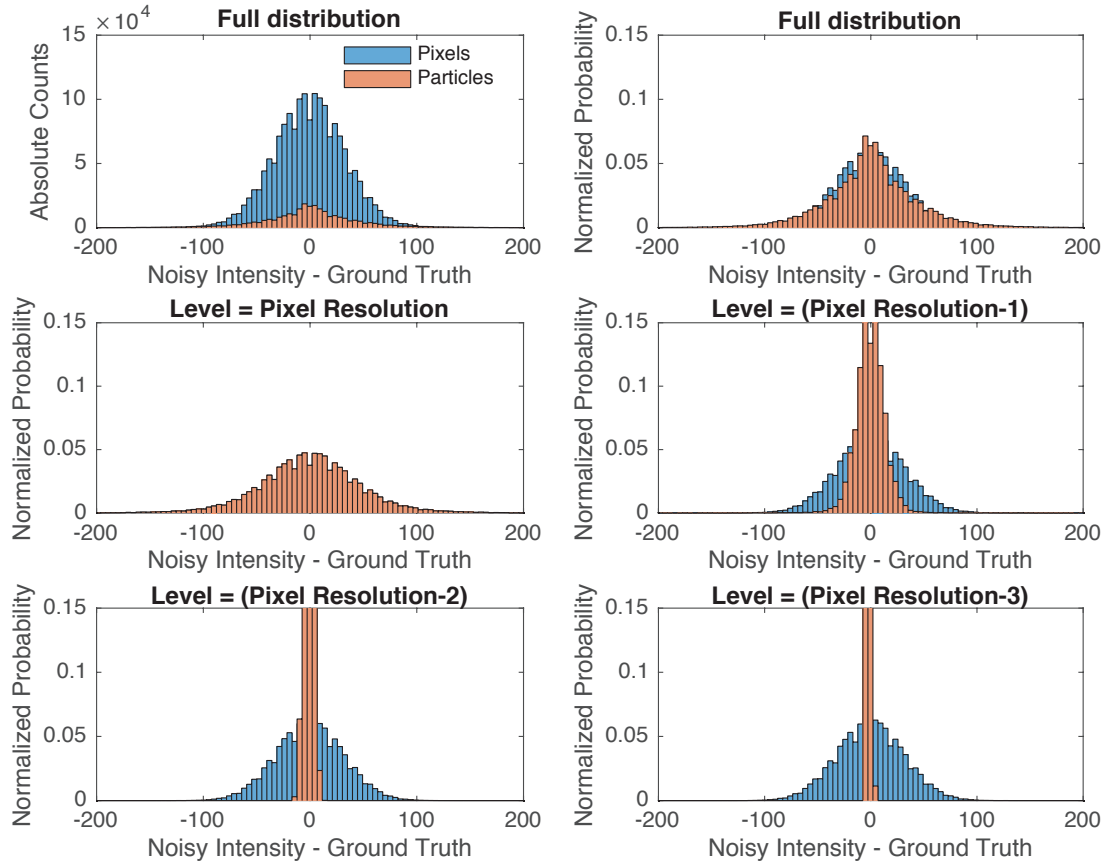 Full distribution
×10⁴
15
10
5
0
Absolute Counts
Pixels
Particles
-200 -100 0 100 200
Noisy Intensity - Ground Truth
Full distribution
0.15
0.1
0.05
0
Normalized Probability
-200 -100 0 100 200
Noisy Intensity - Ground Truth
Level = Pixel Resolution
0.15
0.1
0.05
0
Normalized Probability
-200 -100 0 100 200
Noisy Intensity - Ground Truth
Level = (Pixel Resolution-1)
0.15
0.1
0.05
0
Normalized Probability
-200 -100 0 100 200
Noisy Intensity - Ground Truth
Level = (Pixel Resolution-2)
0.15
0.1
0.05
0
Normalized Probability
-200 -100 0 100 200
Noisy Intensity - Ground Truth
Level = (Pixel Resolution-3)
0.15
0.1
0.05
0
Normalized Probability
-200 -100 0 100 200
Noisy Intensity - Ground Truth